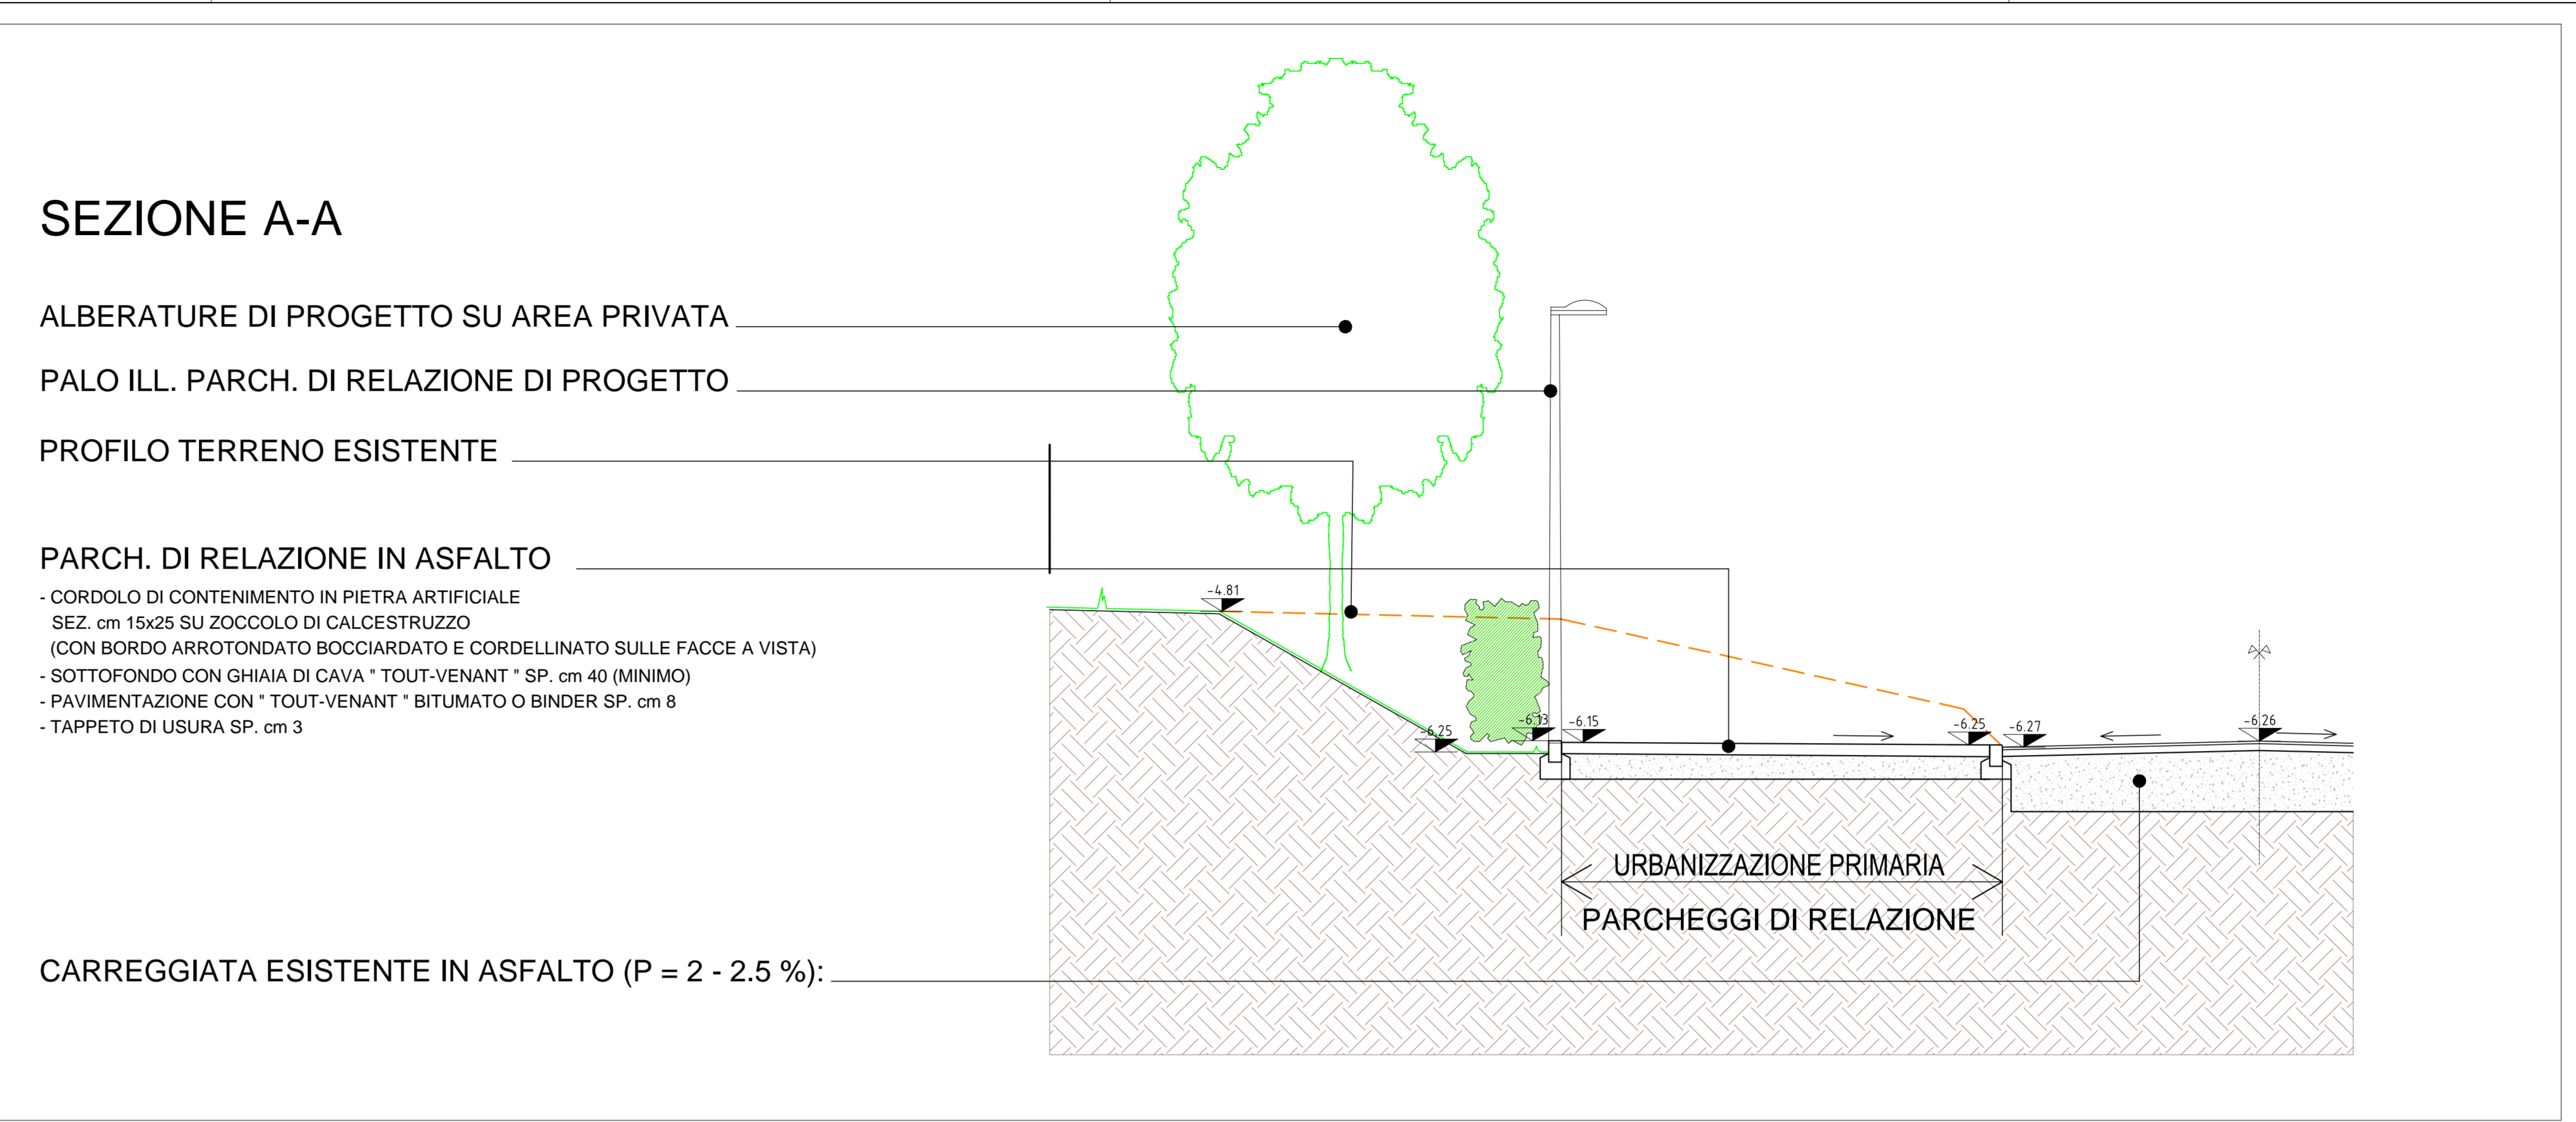 SEZIONE A-A
ALBERATURE DI PROGETTO SU AREA PRIVATA
PALO ILL. PARCH. DI RELAZIONE DI PROGETTO
PROFILO TERRENO ESISTENTE
PARCH. DI RELAZIONE IN ASFALTO
- CORDOLO DI CONTENIMENTO IN PIETRA ARTIFICIALE
SEZ. cm 15x25 SU ZOCCOLO DI CALCESTRUZZO
(CON BORDO ARROTONDATO BOCCIARDATO E CORDELLINATO SULLE FACCE A VISTA)
- SOTTOFONDO CON GHIAIA DI CAVA " TOUT-VENANT " SP. cm 40 (MINIMO)
- PAVIMENTAZIONE CON " TOUT-VENANT " BITUMATO O BINDER SP. cm 8
- TAPPETO DI USURA SP. cm 3
CARREGGIATA ESISTENTE IN ASFALTO (P = 2 - 2.5 %):
-4.81
-6.25
-6.13
-6.15
-6.25
-6.27
-6.26
URBANIZZAZIONE PRIMARIA
PARCHEGGI DI RELAZIONE